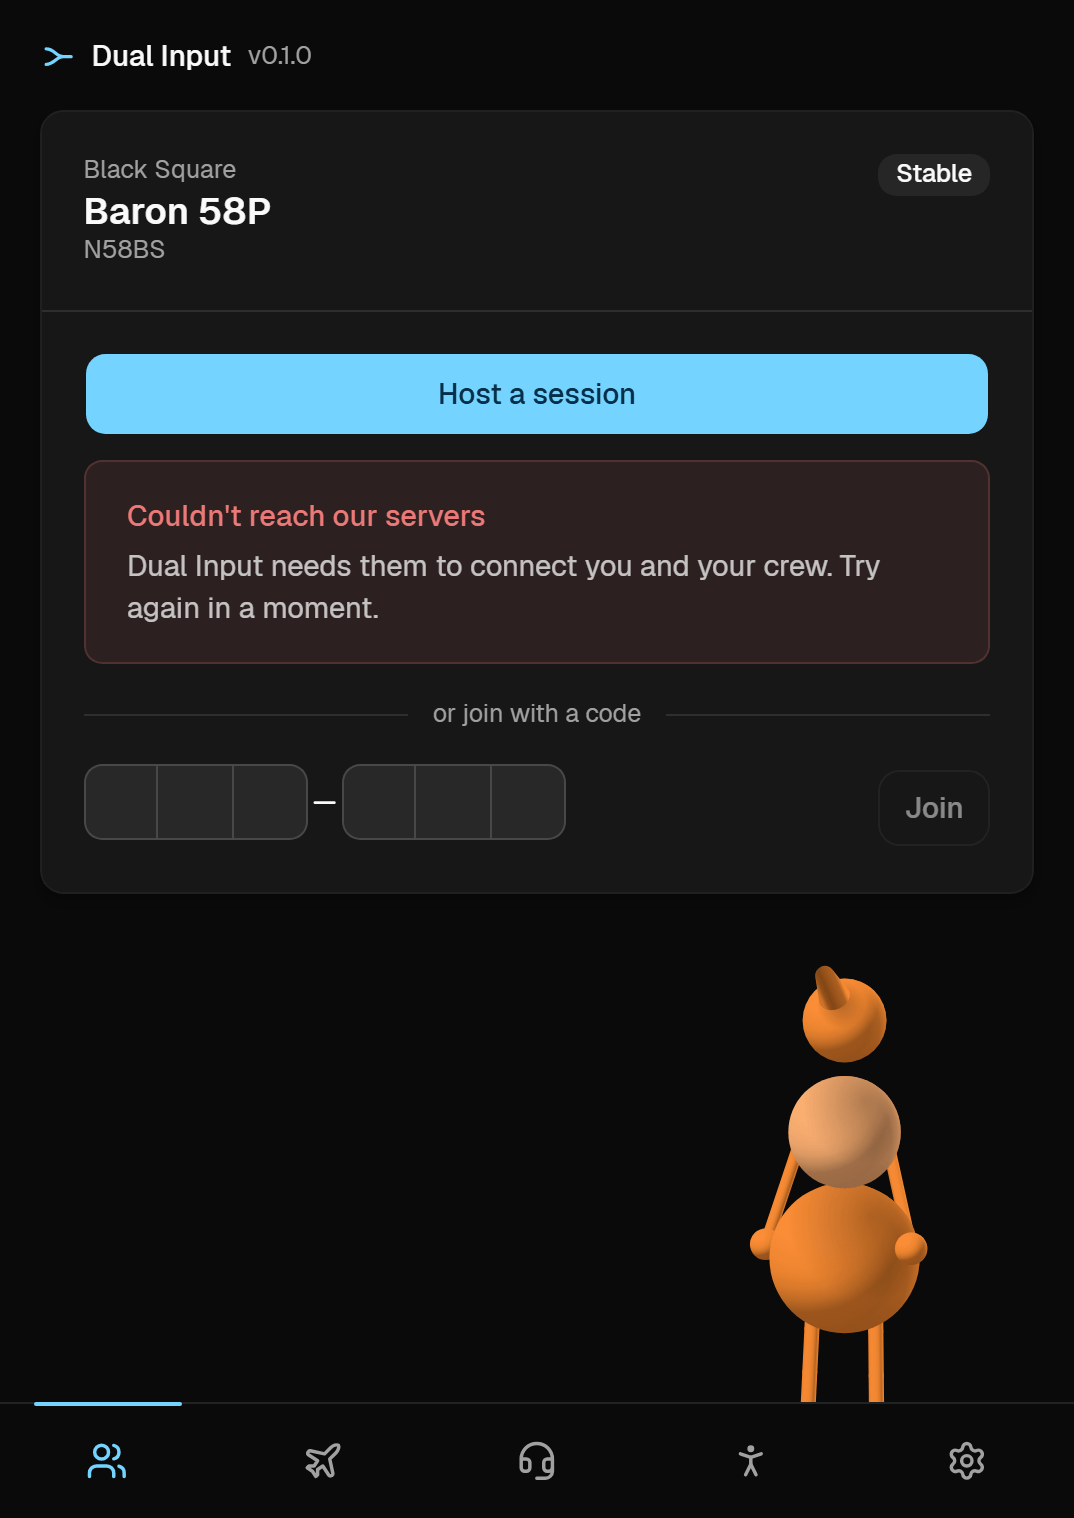 Dual Input v0.1.0
Black Square
Stable
Baron 58P
N58BS
Host a session
Couldn't reach our servers
Dual Input needs them to connect you and your crew. Try
again in a moment.
or join with a code
Join